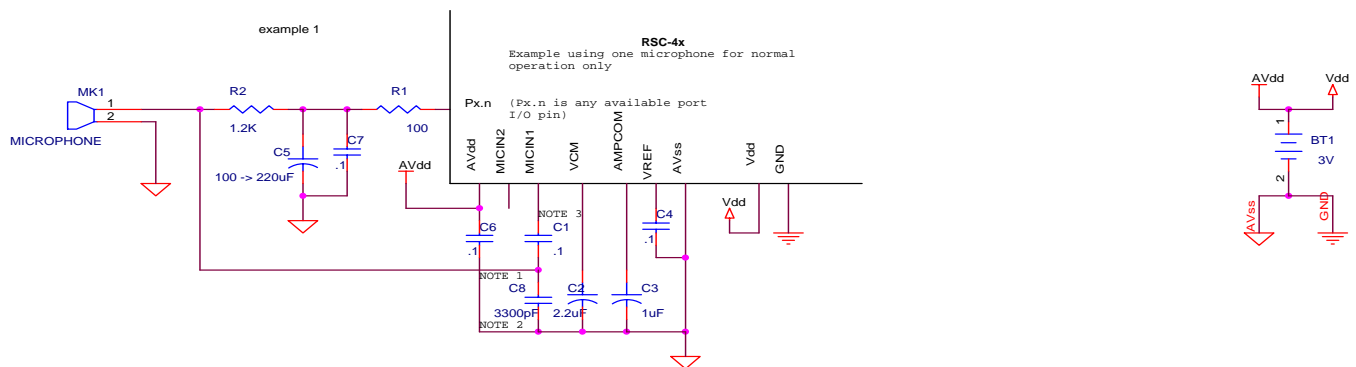 example 1
RSC-4x
Example using one microphone for normal
operation only
Px.n
(Px.n is any available port
I/O pin)
MK1
1
2
MICROPHONE
R2
1.2K
R1
100
C5
100 -> 220uF
C7
.1
AVdd
AVdd
MICIN2
MICIN1
VCM
AMPCOM
VREF
AVss
Vdd
GND
NOTE 3
C6
.1
C1
.1
C4
.1
Vdd
NOTE 1
C8
3300pF
C2
2.2uF
C3
1uF
NOTE 2
AVdd
Vdd
1
BT1
3V
2
AVss
GND